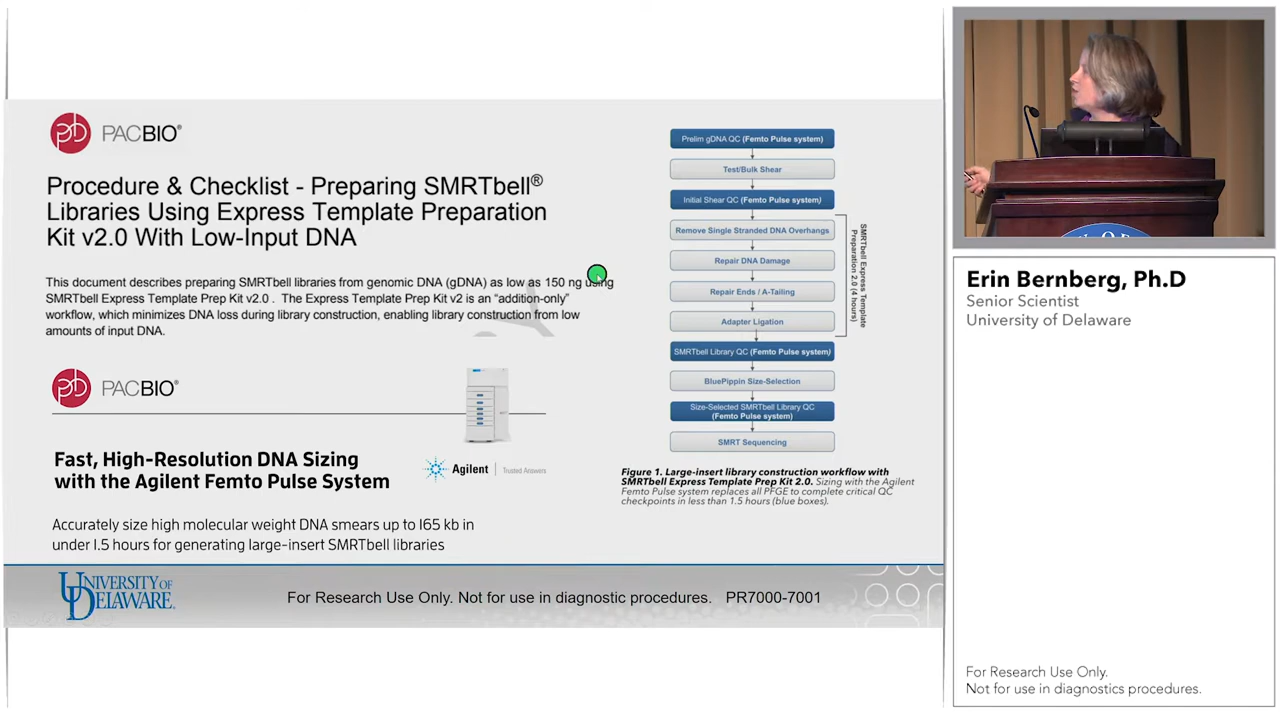 PACBIO®
Procedure & Checklist - Preparing SMRTbell®
Libraries Using Express Template Preparation
Kit v2.0 With Low-Input DNA
This document describes preparing SMRTbell libraries from genomic DNA (gDNA) as low as 150 ng using
SMRTbell Express Template Prep Kit v2.0 . The Express Template Prep Kit v2 is an “addition-only”
workflow, which minimizes DNA loss during library construction, enabling library construction from low
amounts of input DNA.
PACBIO®
Fast, High-Resolution DNA Sizing
with the Agilent Femto Pulse System
Agilent
Trusted Answers
Accurately size high molecular weight DNA smears up to 165 kb in
under 1.5 hours for generating large-insert SMRTbell libraries
Prelim gDNA QC (Femto Pulse system)
Test/Bulk Shear
Initial Shear QC (Femto Pulse system)
Remove Single Stranded DNA Overhangs
Repair DNA Damage
Repair Ends / A-Tailing
Adapter Ligation
SMRTbell Express Template
Preparation 2.0 (4 hours)
SMRTbell Library QC (Femto Pulse system)
BluePippin Size-Selection
Size-Selected SMRTbell Library QC
(Femto Pulse system)
SMRT Sequencing
Figure 1. Large-insert library construction workflow with
SMRTbell Express Template Prep Kit 2.0. Sizing with the Agilent
Femto Pulse system replaces all PFGE to complete critical QC
checkpoints in less than 1.5 hours (blue boxes).
UNIVERSITY OF
DELAWARE.
For Research Use Only. Not for use in diagnostic procedures. PR7000-7001
Erin Bernberg, Ph.D
Senior Scientist
University of Delaware
For Research Use Only.
Not for use in diagnostics procedures.